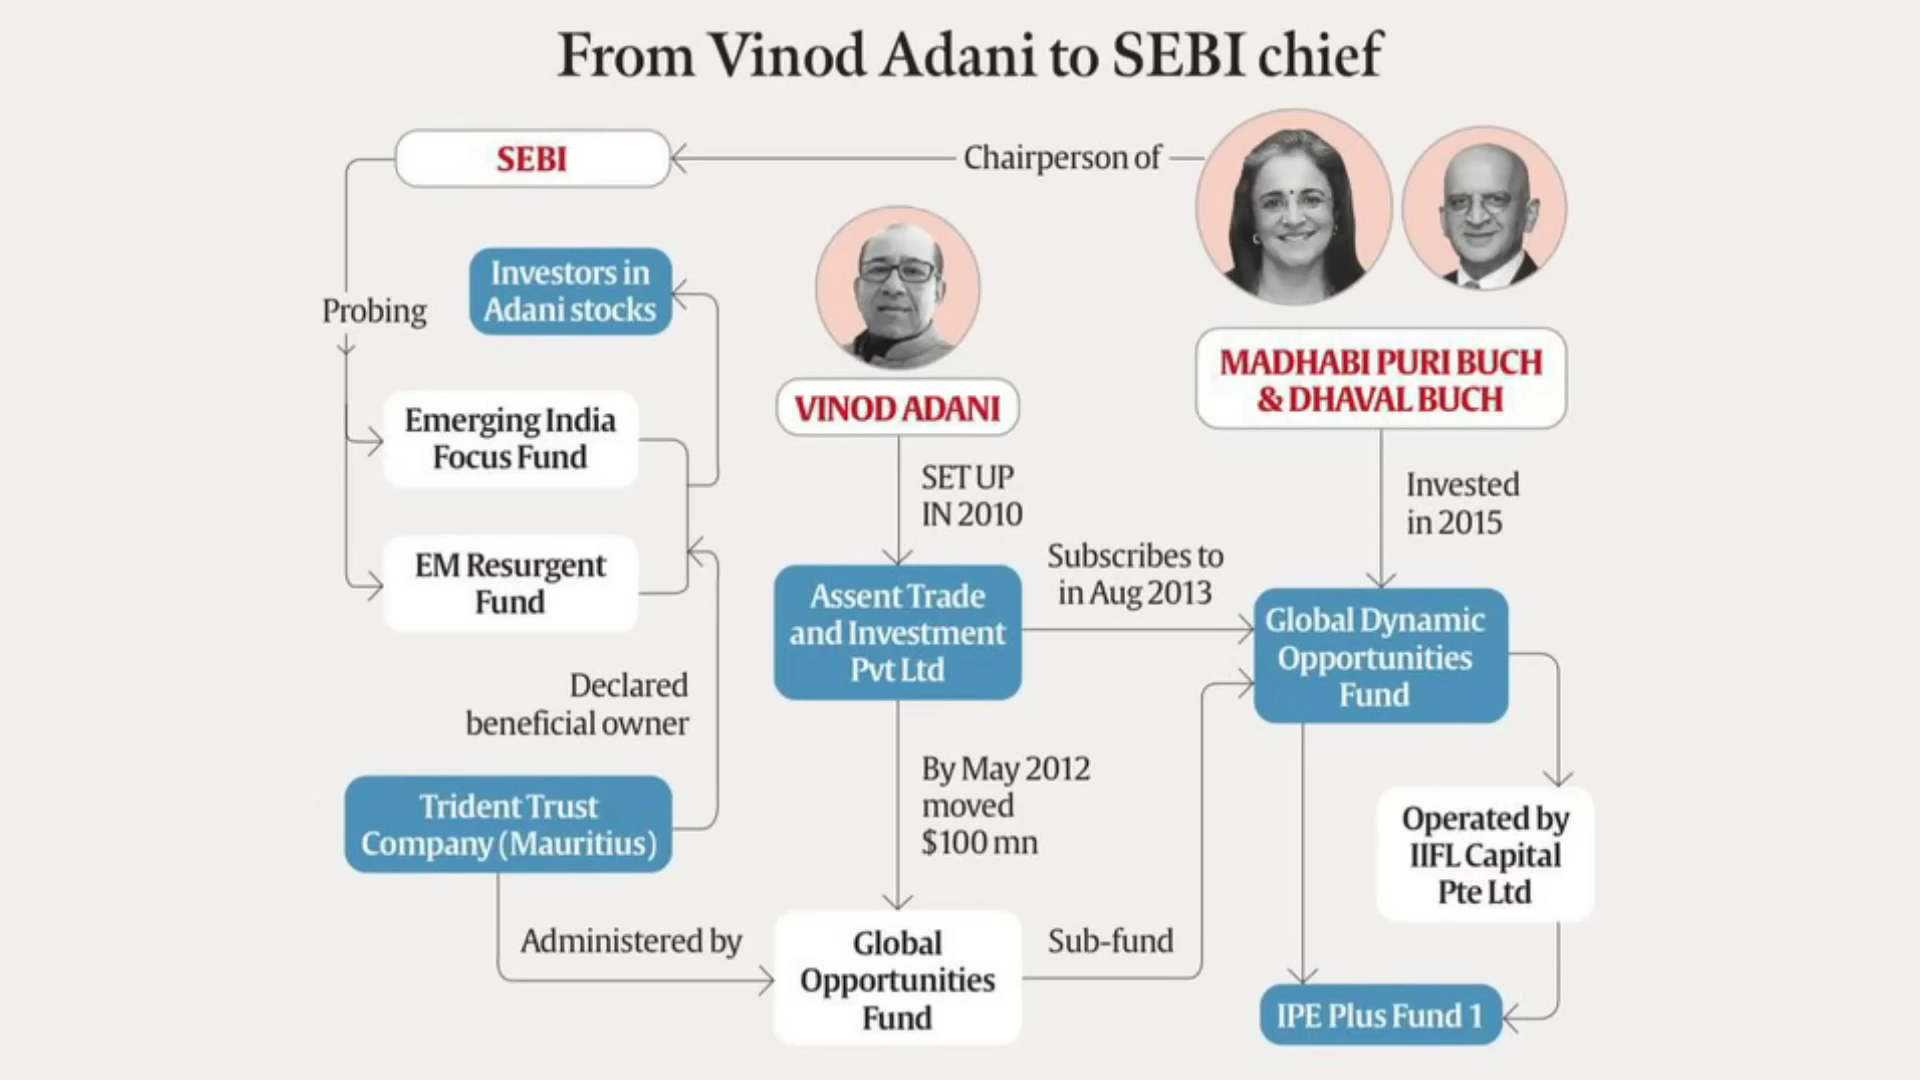 From Vinod Adani to SEBI chief
SEBI
Chairperson of
Investors in
Adani stocks
Probing
Emerging India
Focus Fund
EM Resurgent
Fund
Declared
beneficial owner
Trident Trust
Company (Mauritius)
Administered by
VINOD ADANI
SET UP
IN 2010
Assent Trade
and Investment
Pvt Ltd
By May 2012
moved
$100 mn
Global
Opportunities
Fund
Subscribes to
in Aug 2013
Sub-fund
MADHABI PURI BUCH
& DHAVAL BUCH
Invested
in 2015
Global Dynamic
Opportunities
Fund
Operated by
IIFL Capital
Pte Ltd
IPE Plus Fund 1